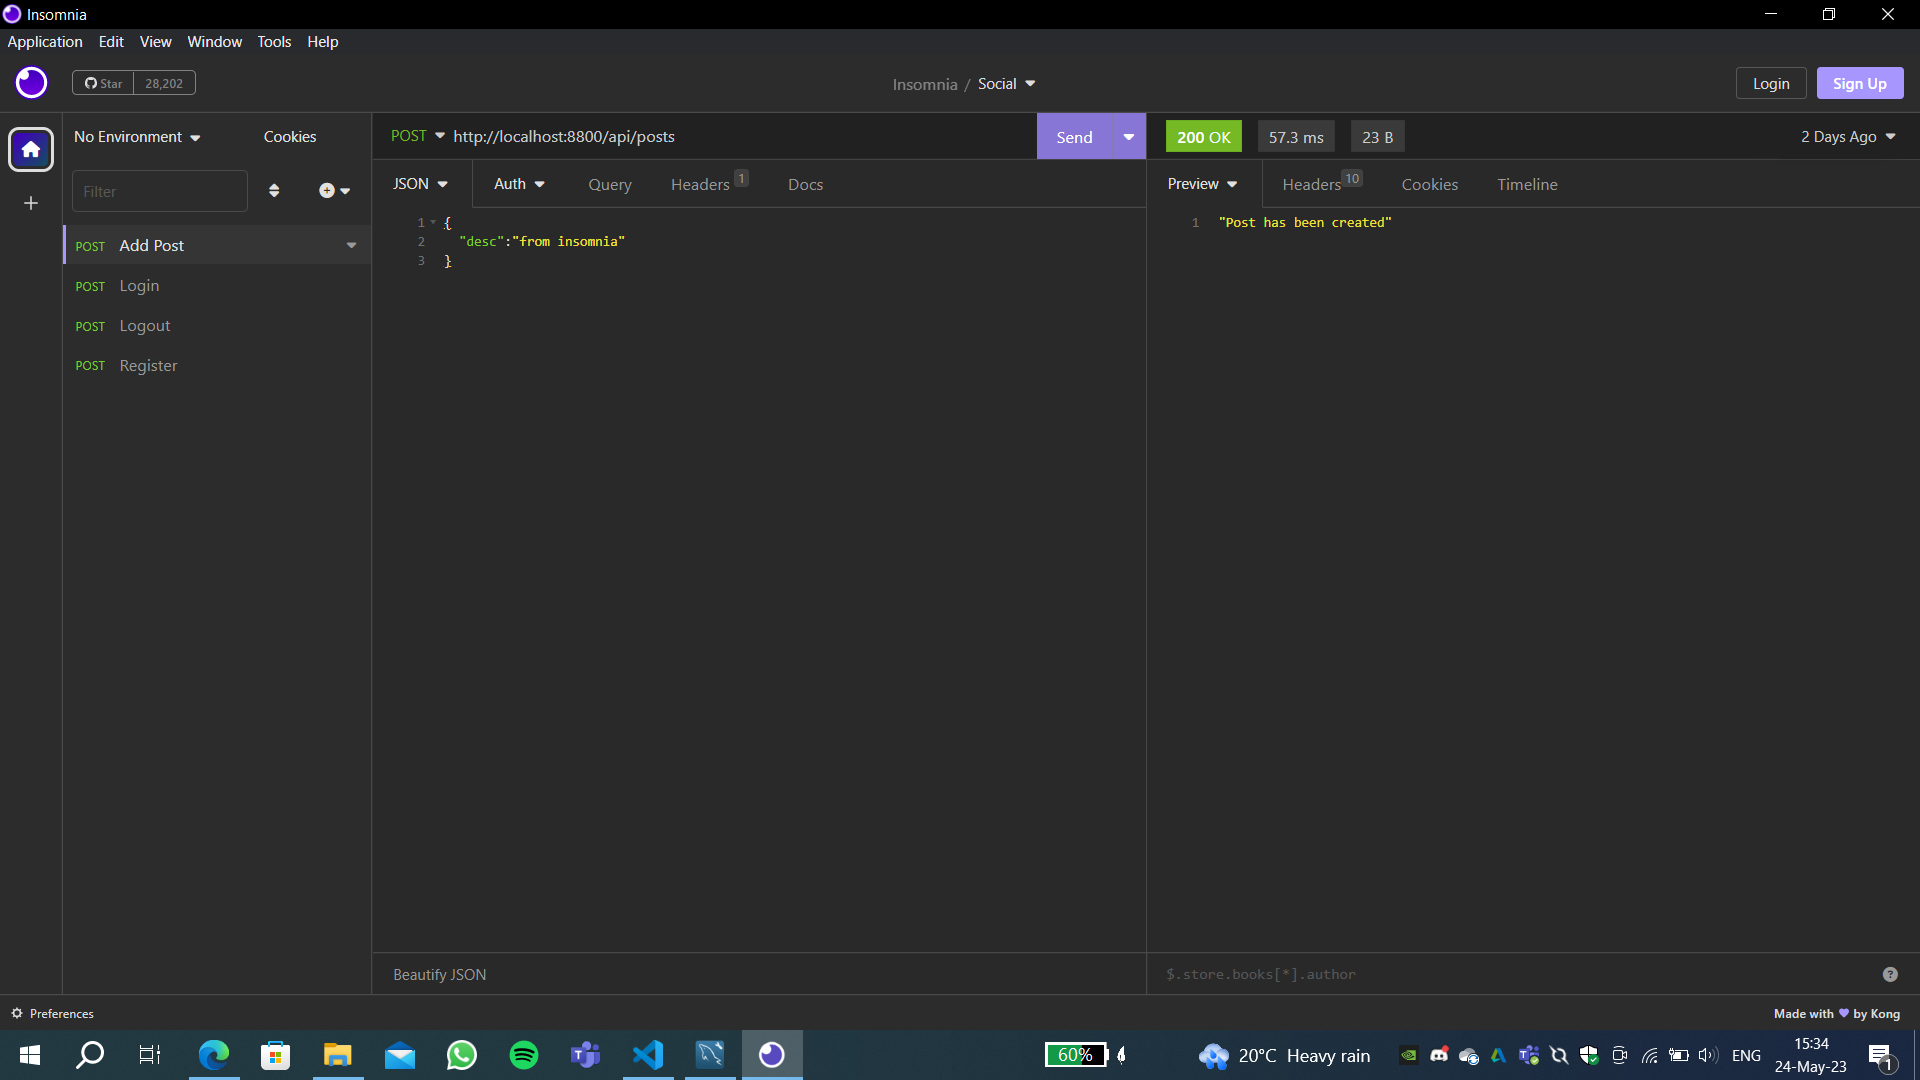 Insomnia
Application Edit View Window Tools Help
Star 28,202
Insomnia / Social
Login
Sign Up
No Environment
Cookies
POST http://localhost:8800/api/posts
Send
200 OK 57.3 ms 23 B
2 Days Ago
Filter
JSON Auth Query Headers 1 Docs
Preview Headers 10 Cookies Timeline
POST Add Post
POST Login
POST Logout
POST Register
1 {
2 "desc":"from insomnia"
3 }
1 "Post has been created"
Beautify JSON
$.store.books[*].author
?
Preferences
Made with by Kong
60%
20°C Heavy rain
ENG
15:34
24-May-23
1